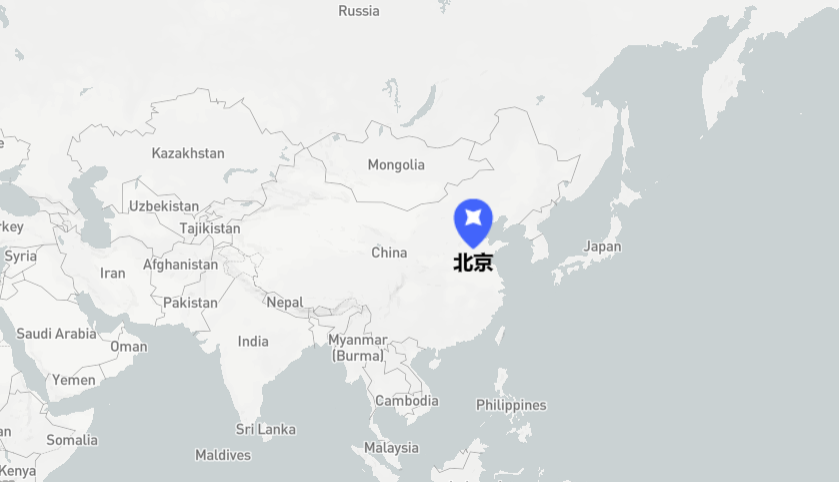 Russia
Kazakhstan
Mongolia
Uzbekistan
rkey
Tajikistan
Syria
Japan
China
北京
Afghanistan
Iran
Pakistan
Nepal
Saudi Arabia
India
Oman
Myanmar
(Burma)
Yemen
Cambodia
Philippines
Sri Lanka
an
Somalia
Malaysia
Maldives
Kenya